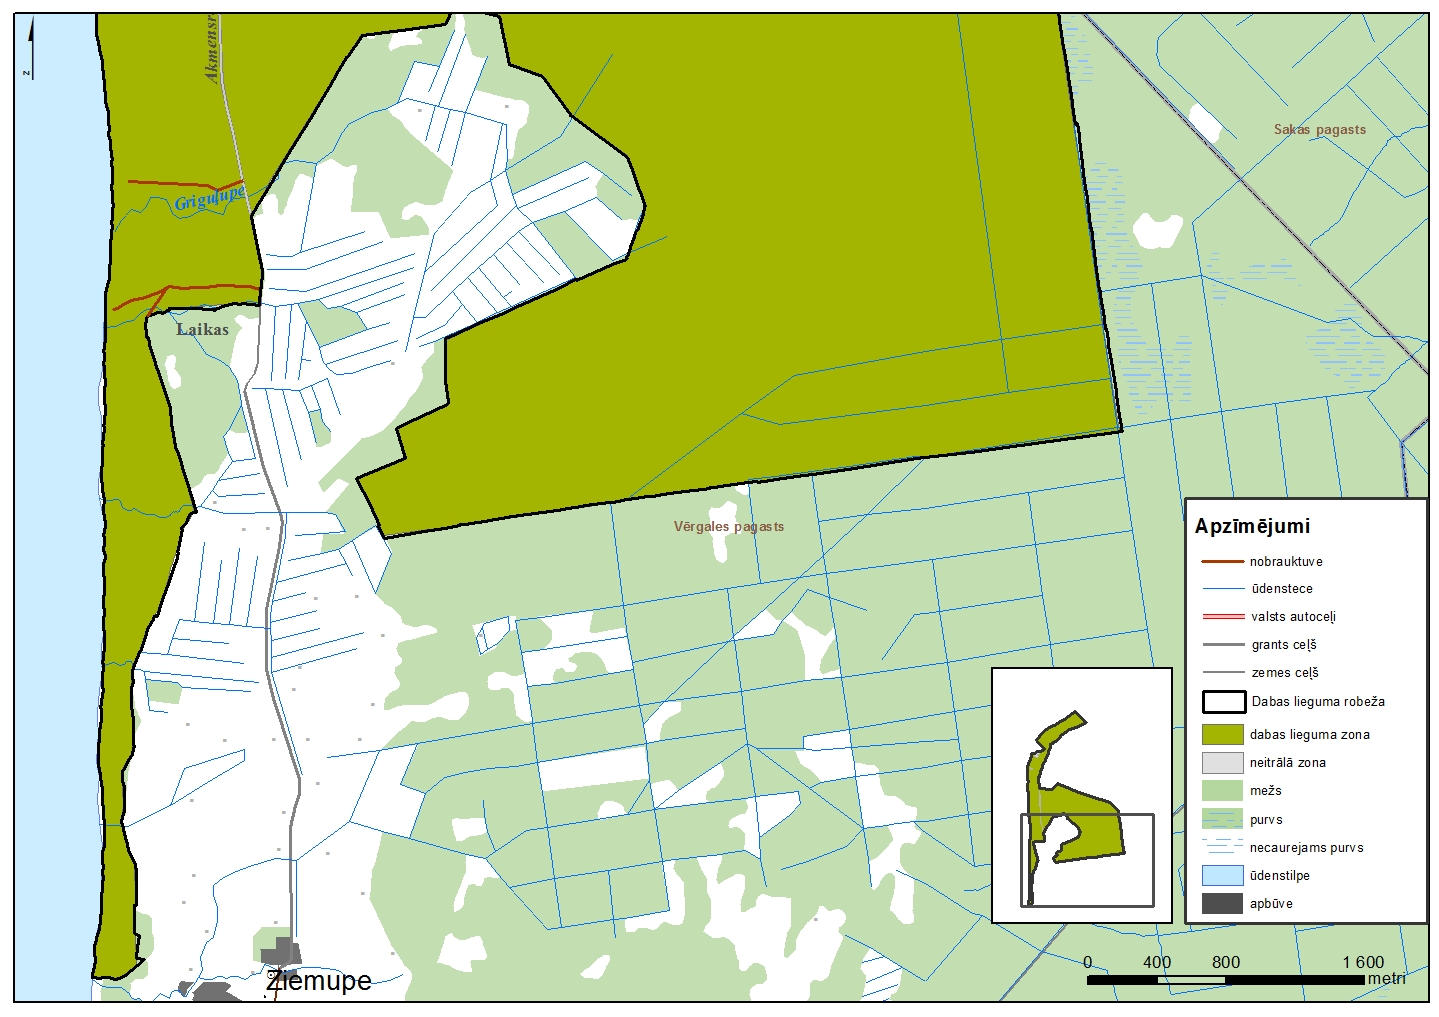 z
Akmensr
Sakas pagasts
Griguļupe
Laikas
Vērgales pagasts
Apzīmējumi
nobrauktuve
ūdenstece
valsts autoceļi
grants ceļš
zemes ceļš
Dabas lieguma robeža
dabas lieguma zona
neitrālā zona
mežs
purvs
necaurejams purvs
ūdenstilpe
apbūve
0 400 800 1 600
metri
Ziemupe